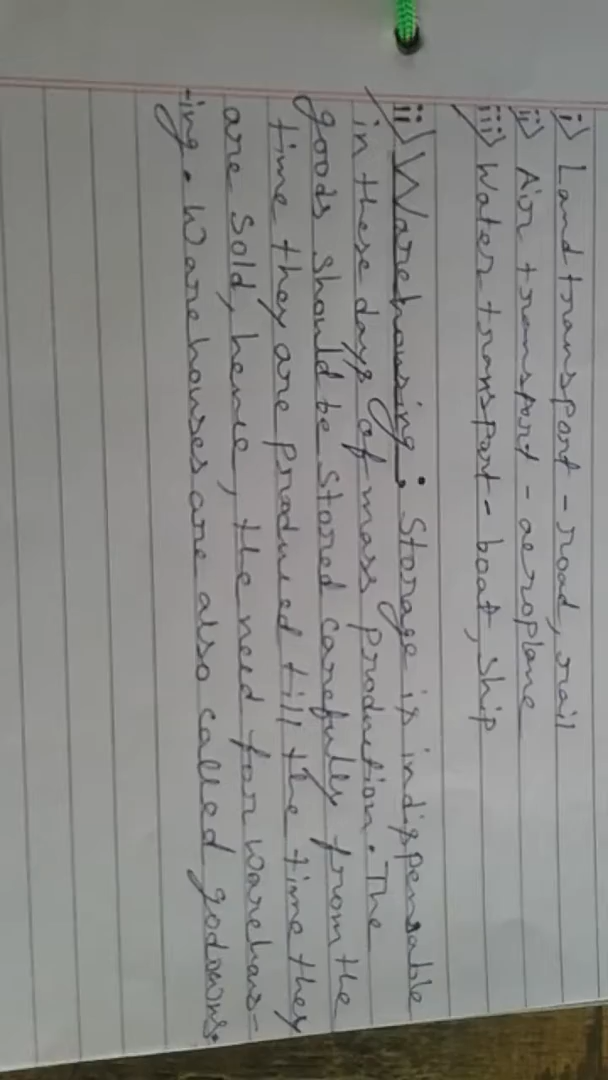 i) Land transport - road, rail
ii) Air transport - aeroplane
iii) Water transport - boat, ship
ii) Warehousing: Storage is indispensable
in these days of mass production. The
goods should be stored carefully from the
time they are produced till the time they
are sold, hence, the need for warehous-
-ing. Warehouses are also called godowns.